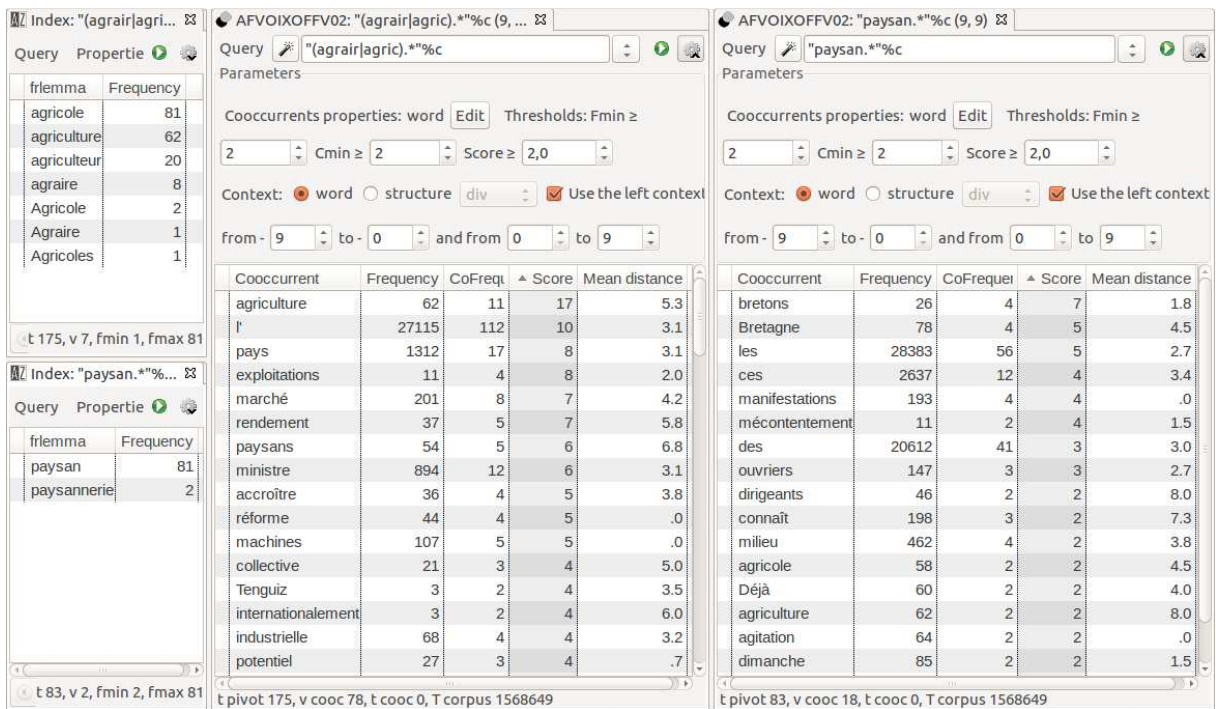 Index: "(agrair|agri...
Query Propertie
frlemma Frequency
agricole 81
agriculture 62
agriculteur 20
agraire 8
Agricole 2
Agraire 1
Agricoles 1
t 175, v 7, fmin 1, fmax 81
Index: "paysan.*"%...
Query Propertie
frlemma Frequency
paysan 81
paysannerie 2
t 83, v 2, fmin 2, fmax 81
AFVOIXOFFV02: "(agrair|agric).*"%c (9, ...
Query "(agrair|agric).*"%c
Parameters
Cooccurrents properties: word Edit Thresholds: Fmin ≥
2 Cmin ≥ 2 Score ≥ 2,0
Context: word structure div Use the left context
from - 9 to - 0 and from 0 to 9
Cooccurrent Frequency CoFrequ Score Mean distance
agriculture 62 11 17 5.3
l' 27115 112 10 3.1
pays 1312 17 8 3.1
exploitations 11 4 8 2.0
marché 201 8 7 4.2
rendement 37 5 7 5.8
paysans 54 5 6 6.8
ministre 894 12 6 3.1
accroître 36 4 5 3.8
réforme 44 4 5 .0
machines 107 5 5 .0
collective 21 3 4 5.0
Tenguiz 3 2 4 3.5
internationalement 3 2 4 6.0
industrielle 68 4 4 3.2
potentiel 27 3 4 .7
t pivot 175, v cooc 78, t cooc 0, T corpus 1568649
AFVOIXOFFV02: "paysan.*"%c (9, 9)
Query "paysan.*"%c
Parameters
Cooccurrents properties: word Edit Thresholds: Fmin ≥
2 Cmin ≥ 2 Score ≥ 2,0
Context: word structure div Use the left context
from - 9 to - 0 and from 0 to 9
Cooccurrent Frequency CoFreque Score Mean distance
bretons 26 4 7 1.8
Bretagne 78 4 5 4.5
les 28383 56 5 2.7
ces 2637 12 4 3.4
manifestations 193 4 4 .0
mécontentement 11 2 4 1.5
des 20612 41 3 3.0
ouvriers 147 3 3 2.7
dirigeants 46 2 2 8.0
connaît 198 3 2 7.3
milieu 462 4 2 3.8
agricole 58 2 2 4.5
Déjà 60 2 2 4.0
agriculture 62 2 2 8.0
agitation 64 2 2 .0
dimanche 85 2 2 1.5
t pivot 83, v cooc 18, t cooc 0, T corpus 1568649